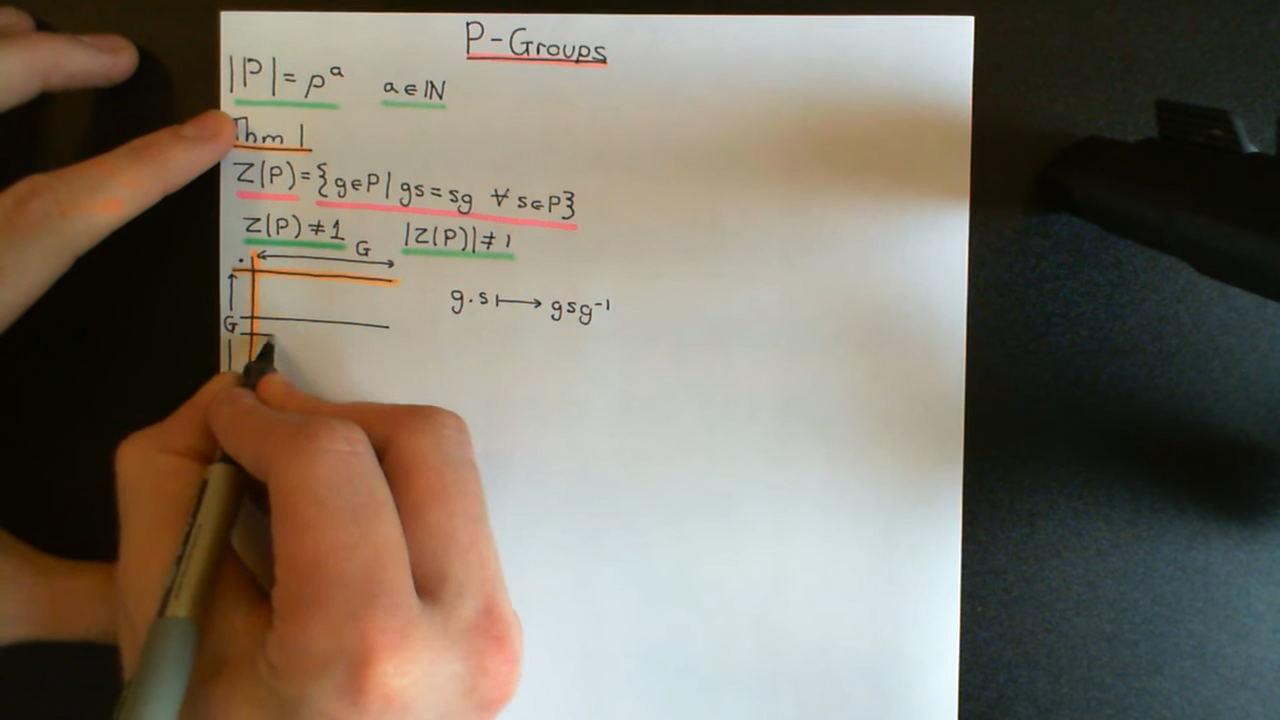 P-Groups
|P| = p^a a ∈ ℕ
Thm 1
Z(P) = {g∈P | gs = sg ∀ s∈P}
Z(P) ≠ 1 |Z(P)| ≠ 1
· G
g.s ⟼ gsg⁻¹
G